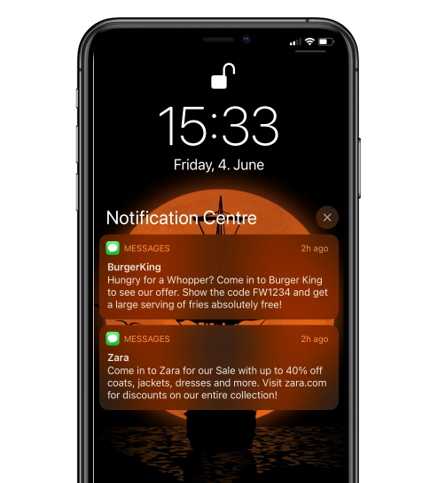 15:33
Friday, 4. June
Notification Centre
MESSAGES 2h ago
BurgerKing
Hungry for a Whopper? Come in to Burger King
to see our offer. Show the code FW1234 and get
a large serving of fries absolutely free!
MESSAGES 2h ago
Zara
Come in to Zara for our Sale with up to 40% off
coats, jackets, dresses and more. Visit zara.com
for discounts on our entire collection!